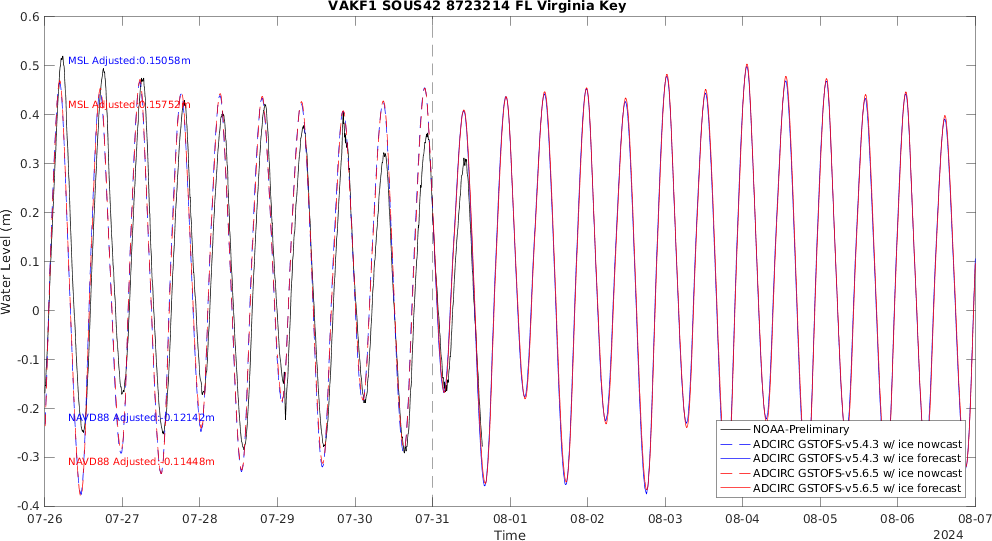 VAKF1 SOUS42 8723214 FL Virginia Key
0.6
0.5
0.4
0.3
0.2
0.1
0
-0.1
-0.2
-0.3
-0.4
Water Level (m)
MSL Adjusted:0.15058m
MSL Adjusted:0.15752m
NAVD88 Adjusted:-0.12142m
NAVD88 Adjusted:-0.11448m
NOAA-Preliminary
ADCIRC GSTOFS-v5.4.3 w/ ice nowcast
ADCIRC GSTOFS-v5.4.3 w/ ice forecast
ADCIRC GSTOFS-v5.6.5 w/ ice nowcast
ADCIRC GSTOFS-v5.6.5 w/ ice forecast
07-26 07-27 07-28 07-29 07-30 07-31 08-01 08-02 08-03 08-04 08-05 08-06 08-07
Time
2024